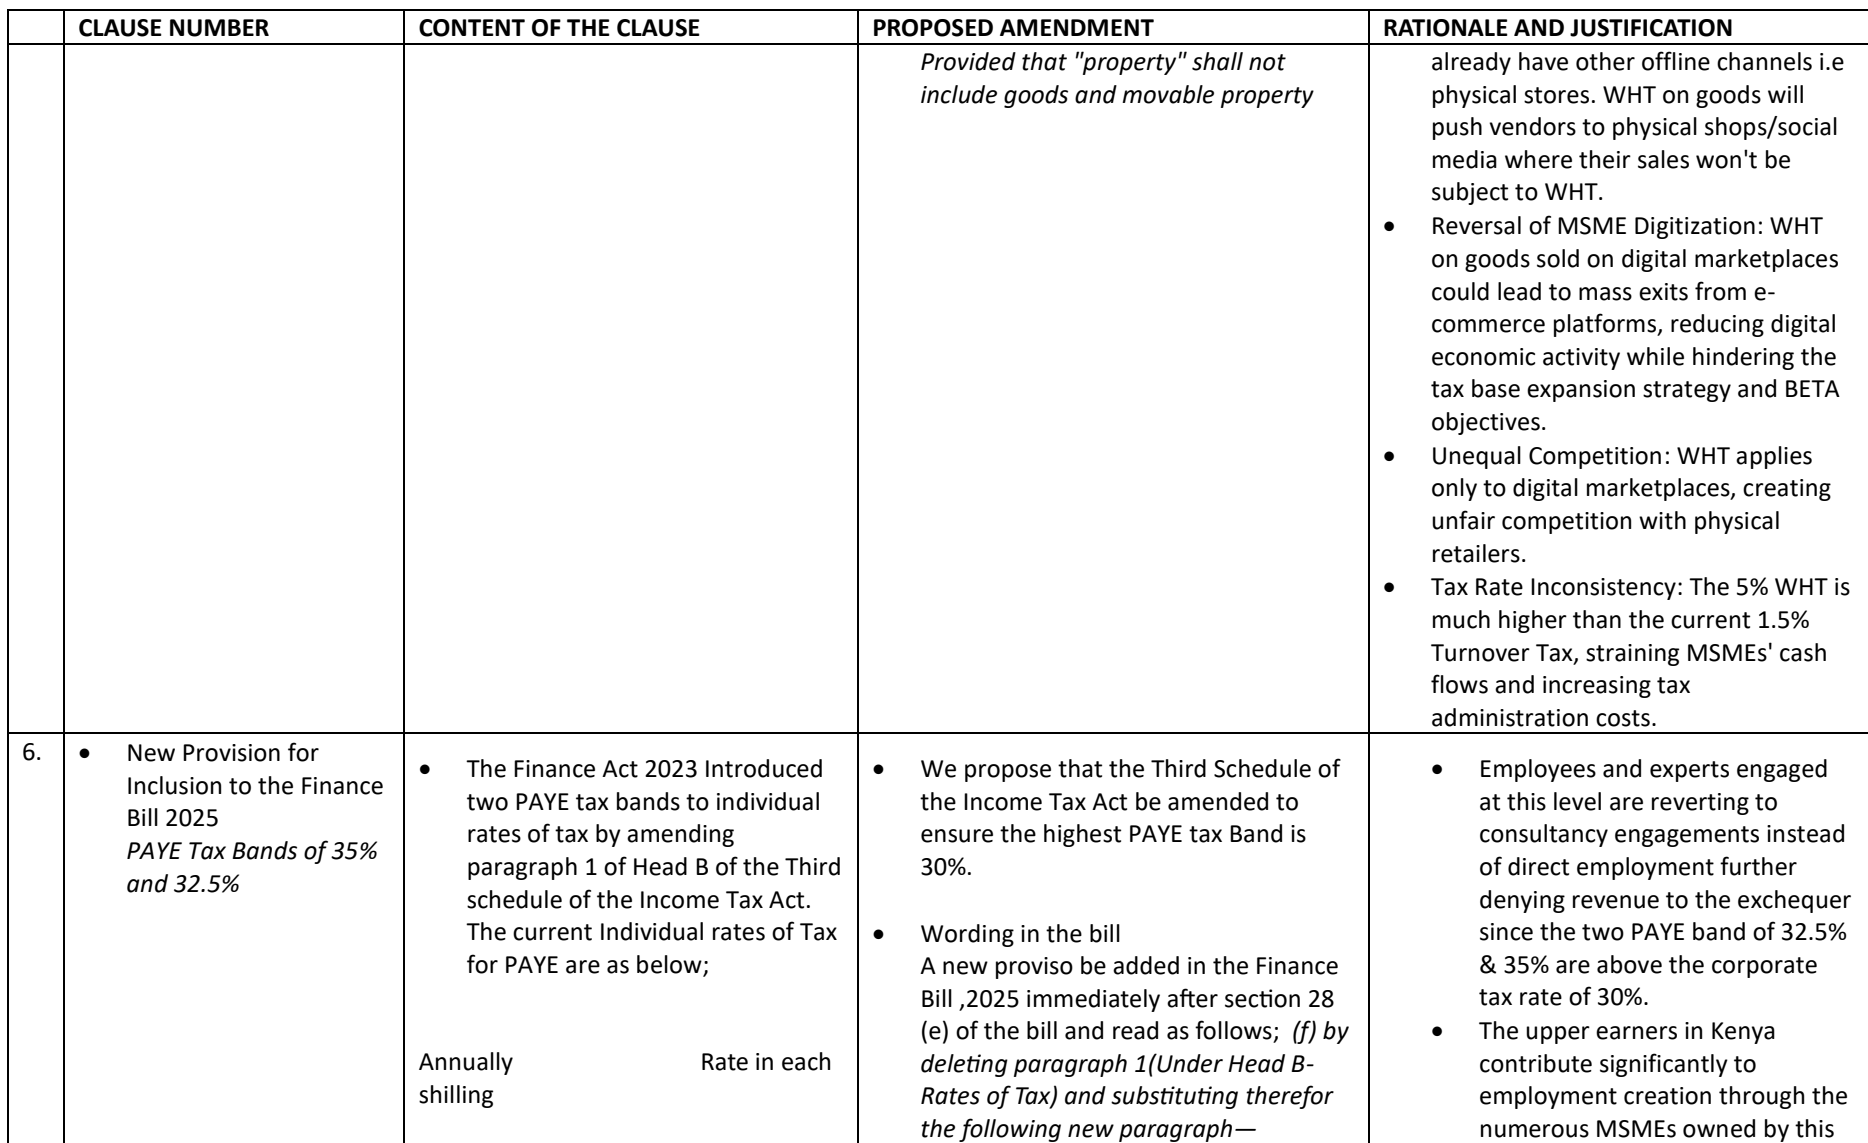 CLAUSE NUMBER
CONTENT OF THE CLAUSE
PROPOSED AMENDMENT
RATIONALE AND JUSTIFICATION
Provided that "property" shall not
include goods and movable property
already have other offline channels i.e
physical stores. WHT on goods will
push vendors to physical shops/social
media where their sales won't be
subject to WHT.
• Reversal of MSME Digitization: WHT
on goods sold on digital marketplaces
could lead to mass exits from e-
commerce platforms, reducing digital
economic activity while hindering the
tax base expansion strategy and BETA
objectives.
• Unequal Competition: WHT applies
only to digital marketplaces, creating
unfair competition with physical
retailers.
• Tax Rate Inconsistency: The 5% WHT is
much higher than the current 1.5%
Turnover Tax, straining MSMEs' cash
flows and increasing tax
administration costs.
6.
• New Provision for
Inclusion to the Finance
Bill 2025
PAYE Tax Bands of 35%
and 32.5%
• The Finance Act 2023 Introduced
two PAYE tax bands to individual
rates of tax by amending
paragraph 1 of Head B of the Third
schedule of the Income Tax Act.
The current Individual rates of Tax
for PAYE are as below;
Annually Rate in each
shilling
• We propose that the Third Schedule of
the Income Tax Act be amended to
ensure the highest PAYE tax Band is
30%.
• Wording in the bill
A new proviso be added in the Finance
Bill ,2025 immediately after section 28
(e) of the bill and read as follows; (f) by
deleting paragraph 1(Under Head B-
Rates of Tax) and substituting therefor
the following new paragraph—
• Employees and experts engaged
at this level are reverting to
consultancy engagements instead
of direct employment further
denying revenue to the exchequer
since the two PAYE band of 32.5%
& 35% are above the corporate
tax rate of 30%.
• The upper earners in Kenya
contribute significantly to
employment creation through the
numerous MSMEs owned by this